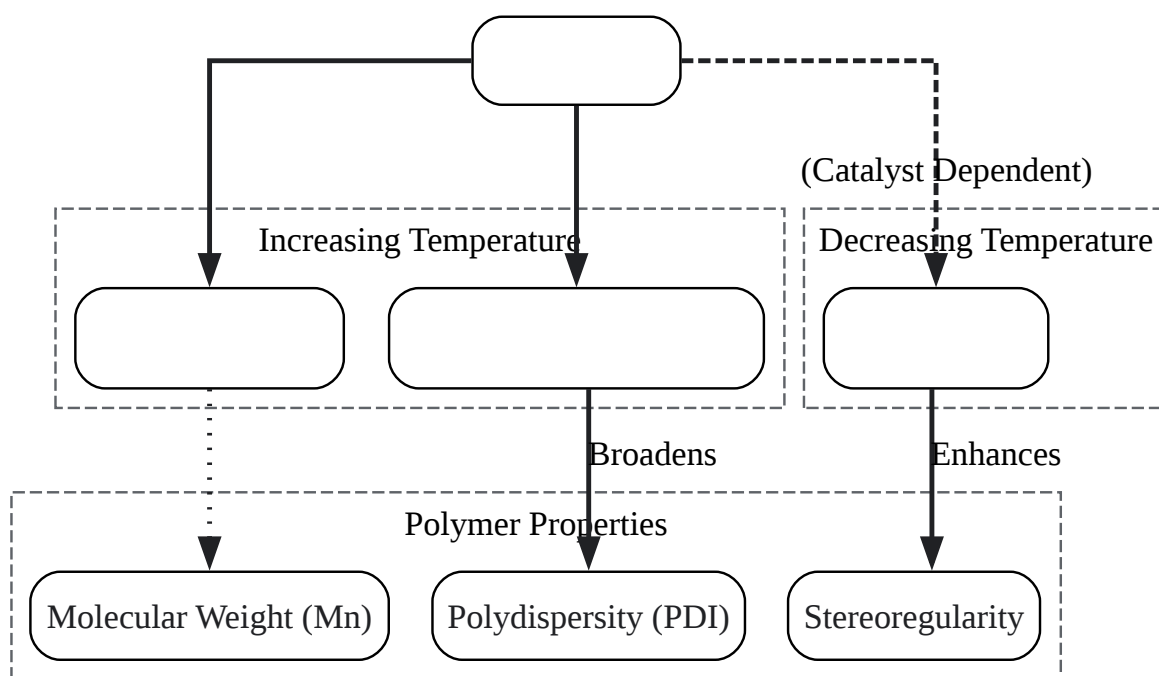 (Catalyst Dependent)
Increasing Temperature
Decreasing Temperature
Broadens
Enhances
Polymer Properties
Molecular Weight (Mn)
Polydispersity (PDI)
Stereoregularity